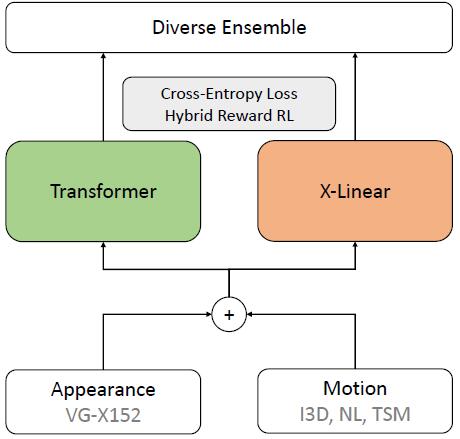 Diverse Ensemble
Cross-Entropy Loss
Hybrid Reward RL
Transformer
X-Linear
+
Appearance
VG-X152
Motion
I3D, NL, TSM